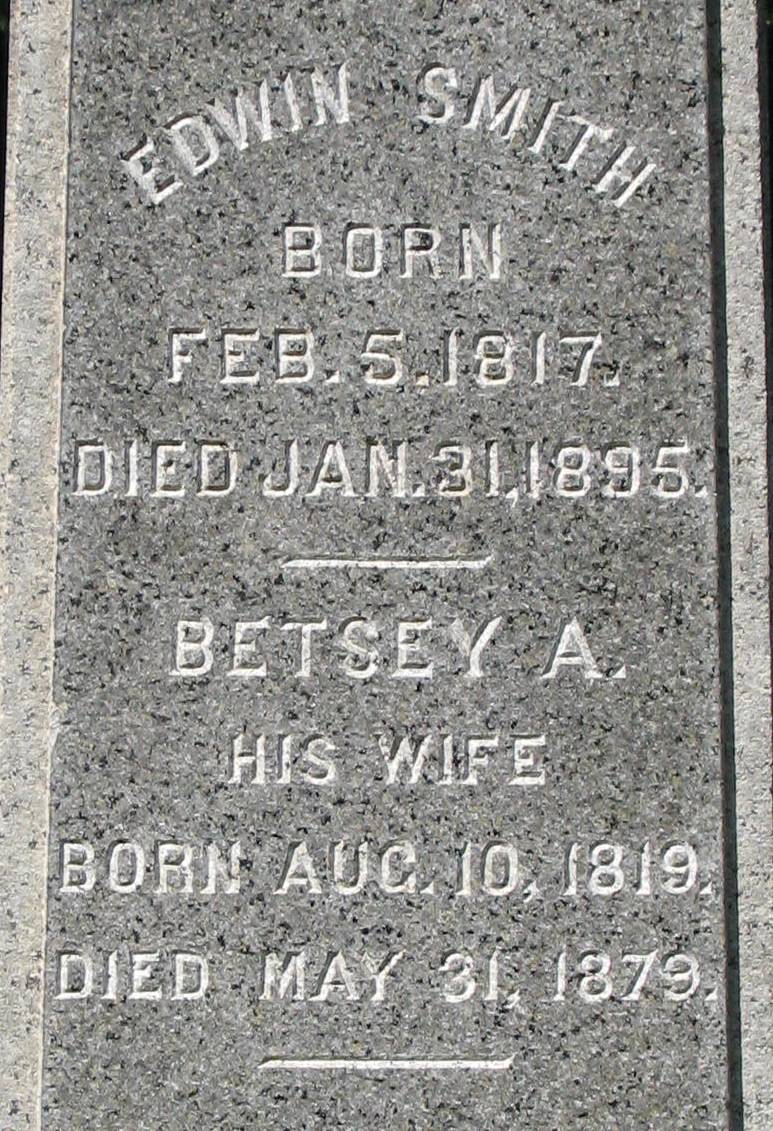 EDWIN SMITH
BORN
FEB. 5. 1817.
DIED JAN. 31, 1895.
BETSEY A.
HIS WIFE
BORN AUG. 10, 1819.
DIED MAY 31, 1879.